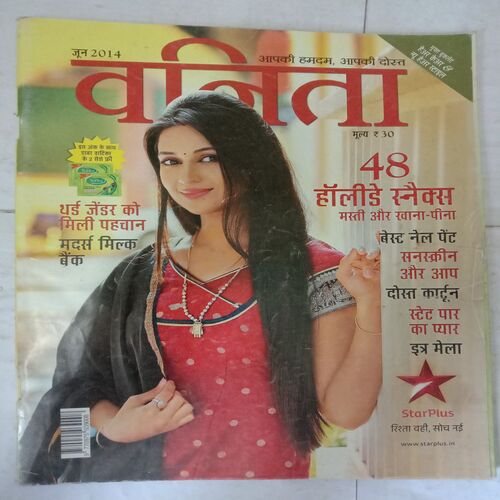 जून 2014
आपकी हमदम, आपकी दोस्त
वनिता
मूल्य ₹ 30
इस अंक के साथ
थर्ड जेंडर को
मिली पहचान
मदर्स मिल्क
बैंक
48
हॉलीडे स्नैक्स
मस्ती और खाना-पीना
बेस्ट नेल पेंट
सनस्क्रीन
और आप
दोस्त कार्टून
स्टेट पार
का प्यार
इत्र मेला
StarPlus
रिश्ता वही, सोच नई
www.starplus.in